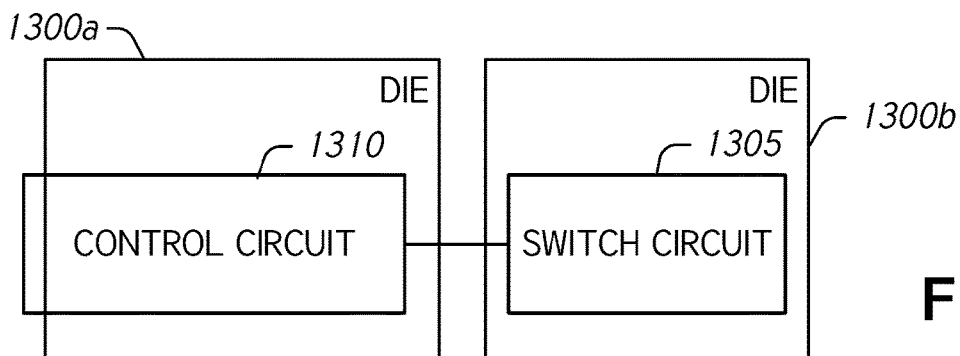 1300a
DIE
DIE
1300b
1310
1305
CONTROL CIRCUIT
SWITCH CIRCUIT
F